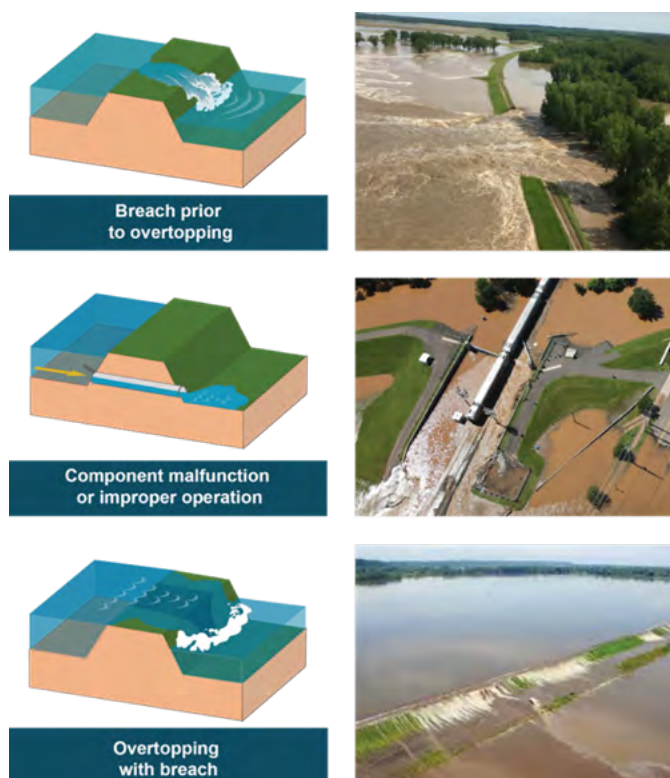 Breach prior
to overtopping
Component malfunction
or improper operation
Overtopping
with breach